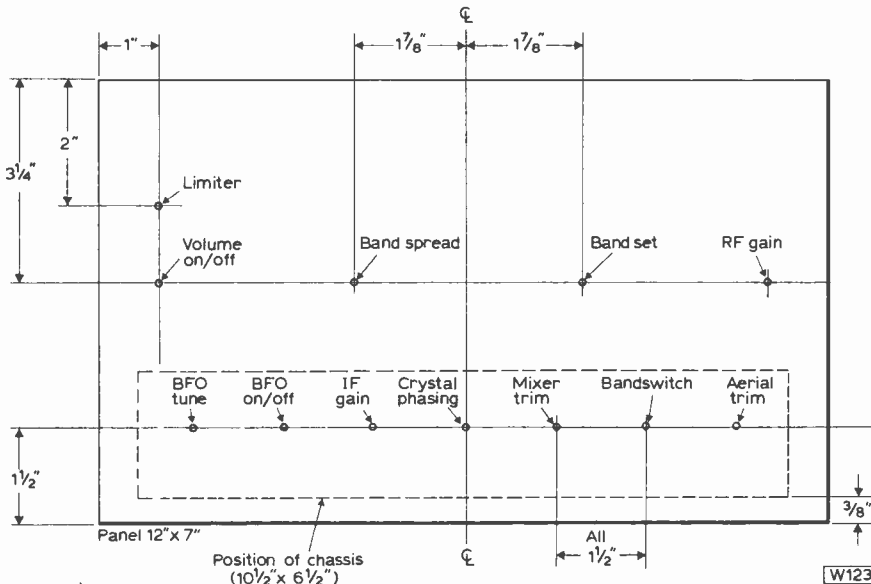 ℄
1"
1⅞"
1⅞"
2"
3¼"
Limiter
Volume
on/off
Band spread
Band set
RF gain
BFO
tune
BFO
on/off
IF
gain
Crystal
phasing
Mixer
trim
Bandswitch
Aerial
trim
1½"
⅜"
Panel 12"x 7"
Position of chassis
(10½"x 6½")
℄
All
1½"
W123